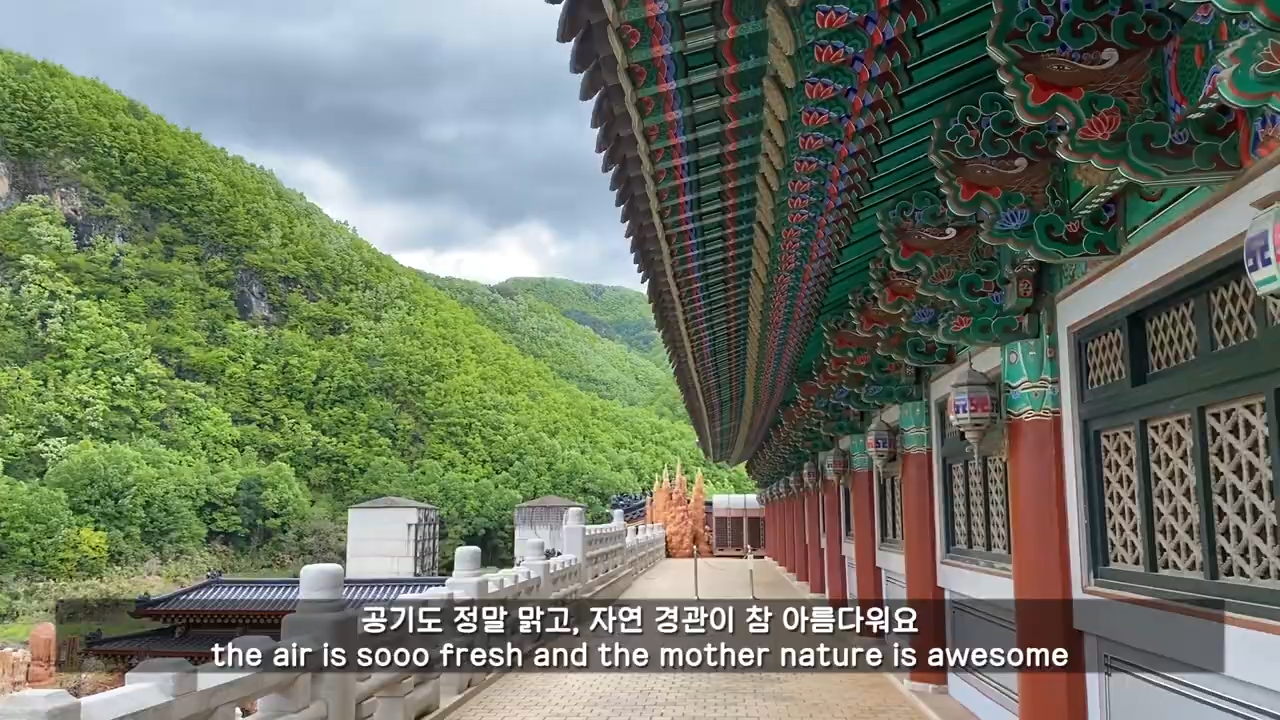 공기도 정말 맑고, 자연 경관이 참 아름다워요
the air is sooo fresh and the mother nature is awesome